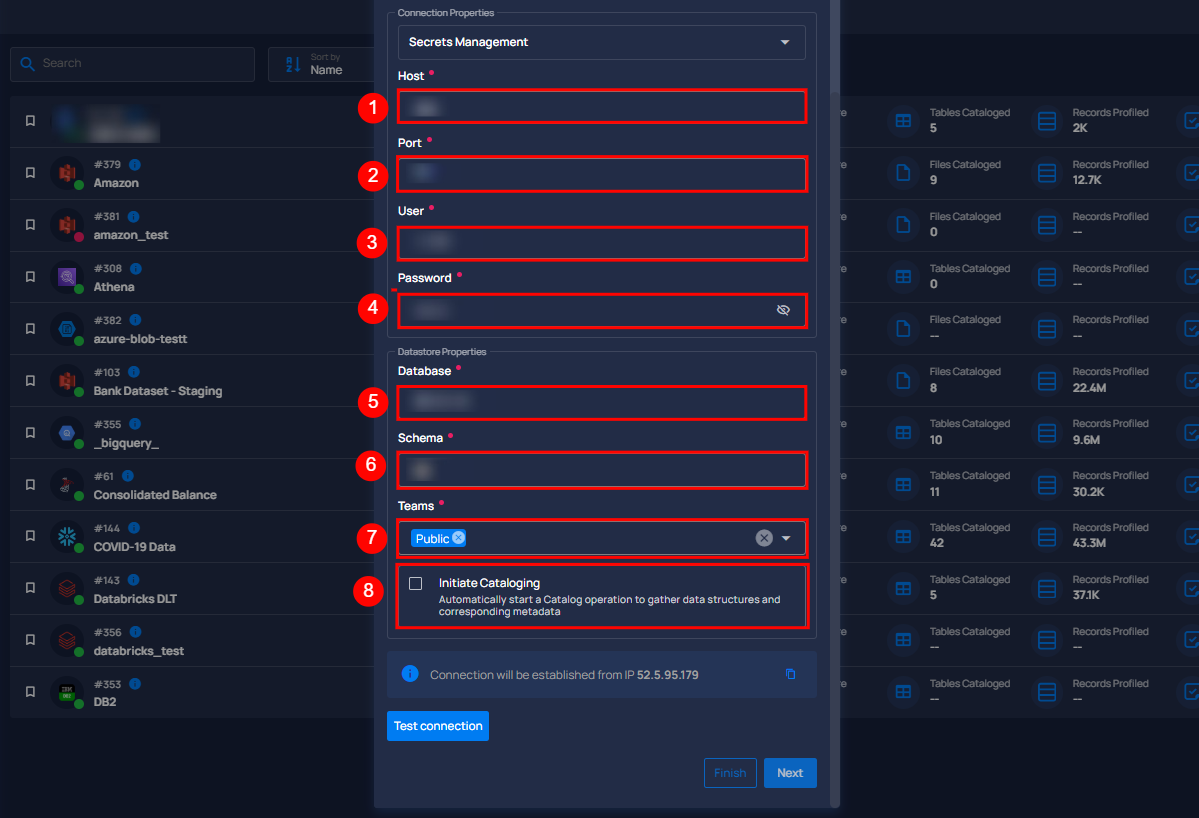 Search
Sort by
Name
#379
Amazon
#381
amazon_test
#308
Athena
#382
azure-blob-testt
#103
Bank Dataset - Staging
#355
_bigquery_
#61
Consolidated Balance
#144
COVID-19 Data
#143
Databricks DLT
#356
databricks_test
#353
DB2
Connection Properties
Secrets Management
Host *
1
Port *
2
User *
3
Password *
4
Datastore Properties
Database *
5
Schema *
6
Teams *
7
Public
8
Initiate Cataloging
Automatically start a Catalog operation to gather data structures and
corresponding metadata
Connection will be established from IP 52.5.95.179
Test connection
Finish
Next
Tables Cataloged
5
Records Profiled
2K
Files Cataloged
9
Records Profiled
12.7K
Files Cataloged
0
Records Profiled
--
Tables Cataloged
0
Records Profiled
--
Files Cataloged
--
Records Profiled
--
Files Cataloged
8
Records Profiled
22.4M
Tables Cataloged
10
Records Profiled
9.6M
Tables Cataloged
11
Records Profiled
30.2K
Tables Cataloged
42
Records Profiled
43.3M
Tables Cataloged
5
Records Profiled
37.1K
Tables Cataloged
--
Records Profiled
--
Tables Cataloged
--
Records Profiled
--